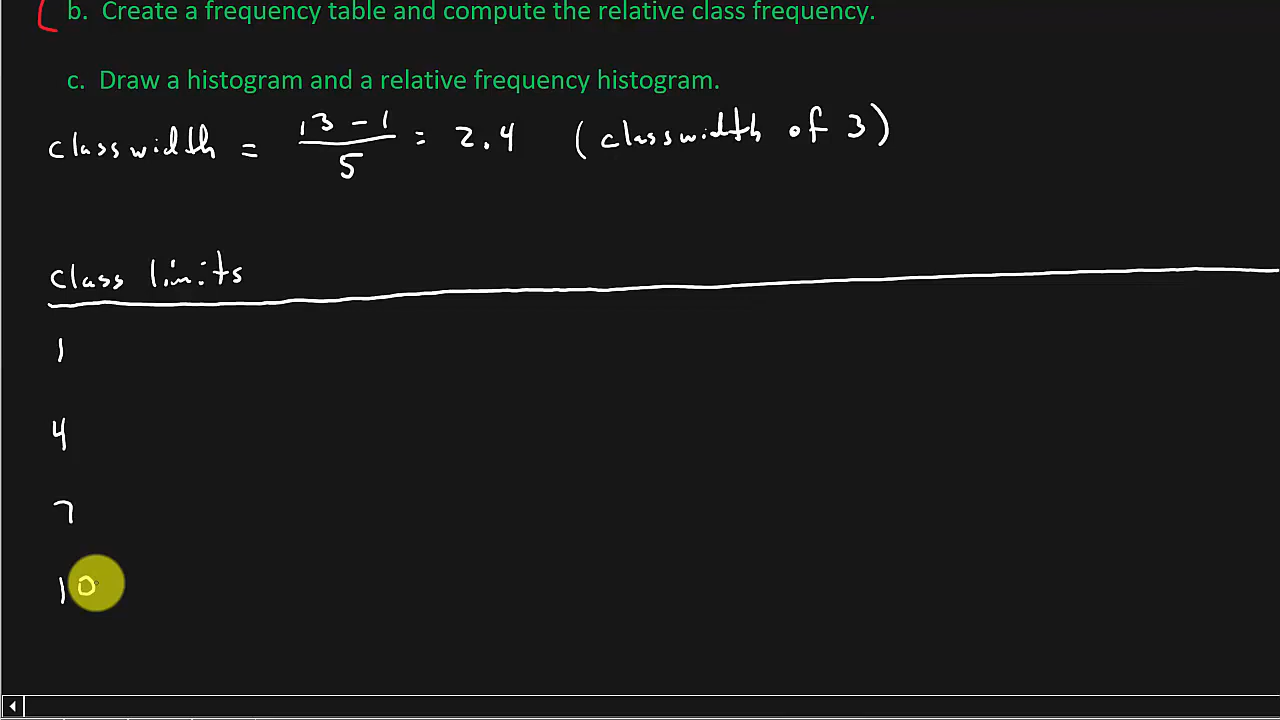 b. Create a frequency table and compute the relative class frequency.
c. Draw a histogram and a relative frequency histogram.
class width = 13 - 1 / 5 = 2.4 (class width of 3)
class limits
1
4
7
10